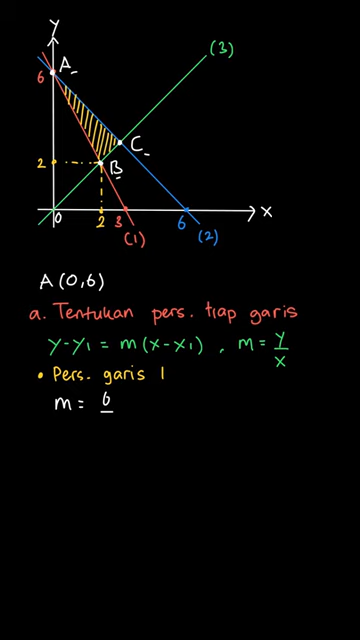 Y
(3)
6
A
C
2
B
0
2
3
6
X
(1)
(2)
A (0,6)
a. Tentukan pers. tiap garis
y-y₁ = m (x-x₁) , m = y/x
• Pers. garis 1
m = 6